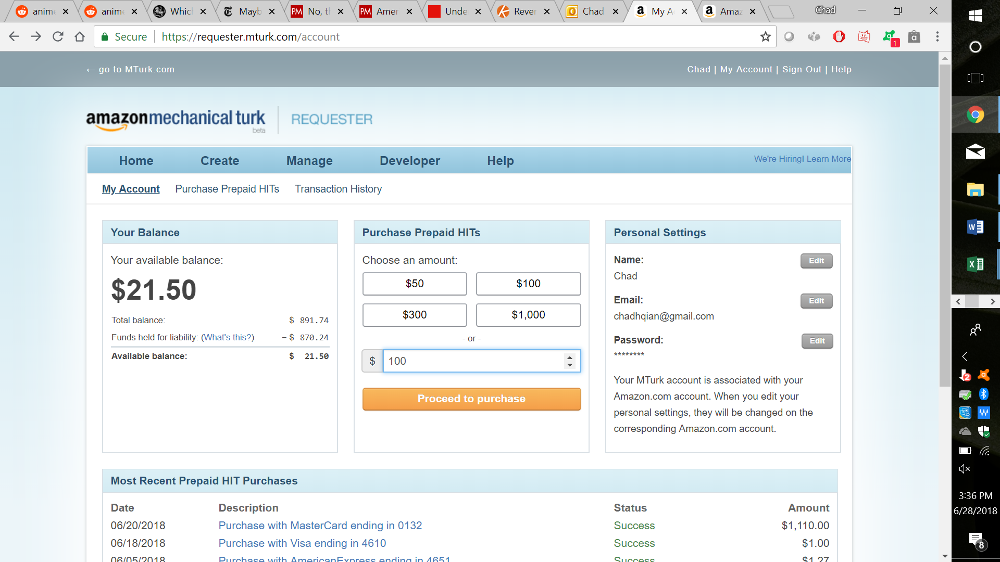 anime
anime
Which
Mayb
PM No, th
PM Amer
Unde
Rever
Chad
My A
Amaz
Chad
Secure
https://requester.mturk.com/account
1
← go to MTurk.com
Chad | My Account | Sign Out | Help
amazonmechanical turk
beta
REQUESTER
Home Create Manage Developer Help
We're Hiring! Learn More
My Account Purchase Prepaid HITs Transaction History
Your Balance
Your available balance:
$21.50
Total balance: $ 891.74
Funds held for liability: (What's this?) – $ 870.24
Available balance: $ 21.50
Purchase Prepaid HITs
Choose an amount:
$50 $100
$300 $1,000
- or -
$ 100
Proceed to purchase
Personal Settings
Name: Edit
Chad
Email: Edit
chadhqian@gmail.com
Password: Edit
********
Your MTurk account is associated with your
Amazon.com account. When you edit your
personal settings, they will be changed on the
corresponding Amazon.com account.
Most Recent Prepaid HIT Purchases
Date Description Status Amount
06/20/2018 Purchase with MasterCard ending in 0132 Success $1,110.00
06/18/2018 Purchase with Visa ending in 4610 Success $1.00
06/05/2018 Purchase with AmericanExpress ending in 4651 Success $1.27
2
3:36 PM
6/28/2018
8